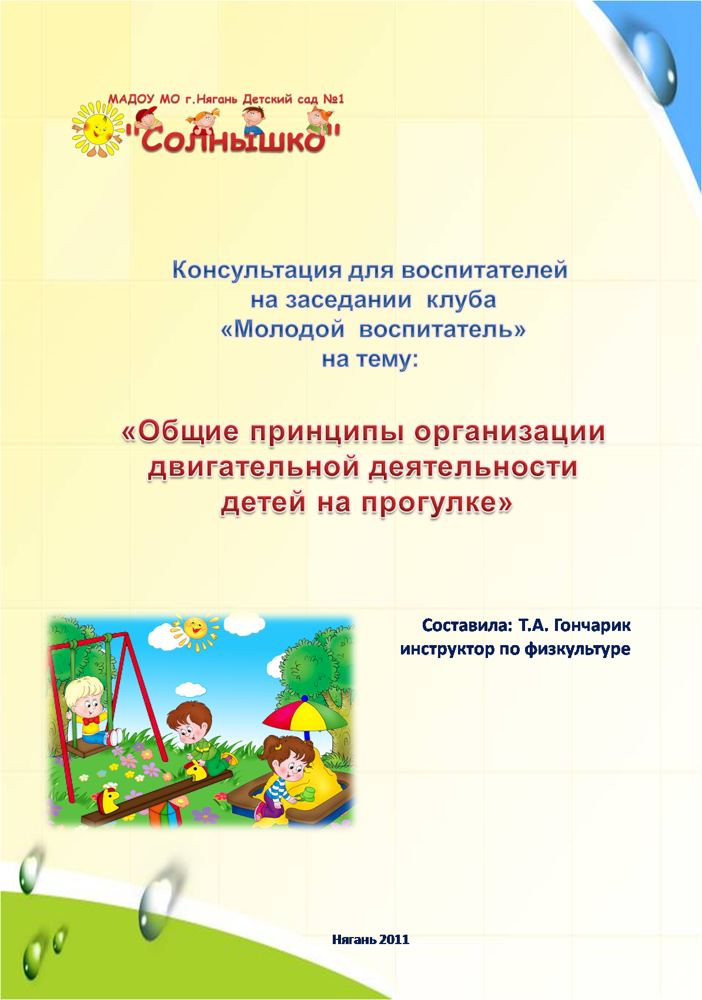 МАДОУ МО г.Нягань Детский сад №1
"Солнышко"
Консультация для воспитателей
на заседании клуба
«Молодой воспитатель»
на тему:
«Общие принципы организации
двигательной деятельности
детей на прогулке»
Составила: Т.А. Гончарик
инструктор по физкультуре
Нягань 2011